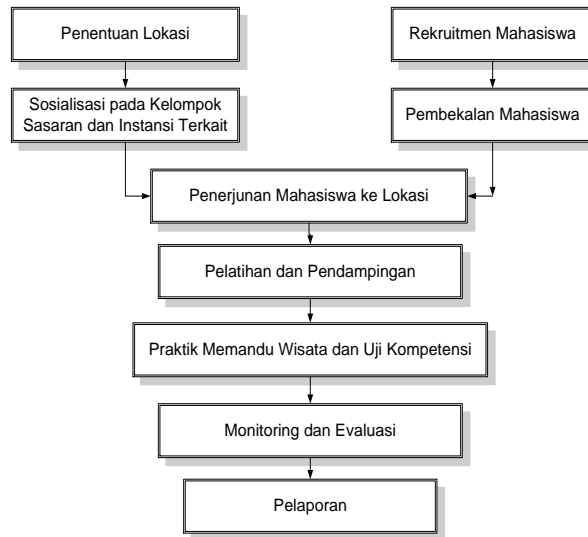 Penentuan Lokasi
Rekruitmen Mahasiswa
Sosialisasi pada Kelompok
Sasaran dan Instansi Terkait
Pembekalan Mahasiswa
Penerjunan Mahasiswa ke Lokasi
Pelatihan dan Pendampingan
Praktik Memandu Wisata dan Uji Kompetensi
Monitoring dan Evaluasi
Pelaporan